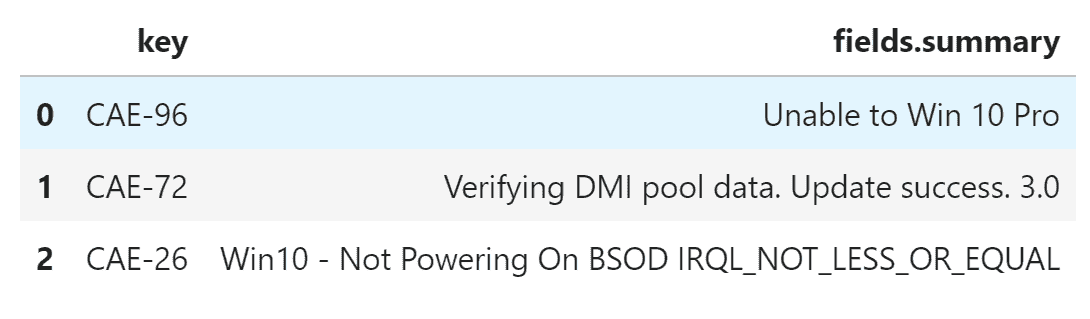 key fields.summary
0 CAE-96 Unable to Win 10 Pro
1 CAE-72 Verifying DMI pool data. Update success. 3.0
2 CAE-26 Win10 - Not Powering On BSOD IRQL_NOT_LESS_OR_EQUAL